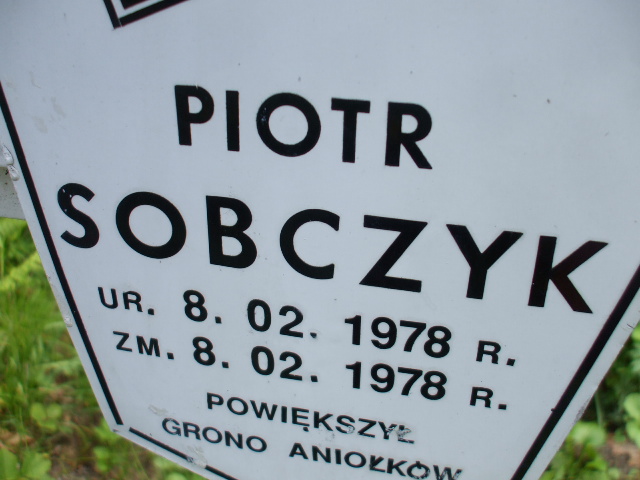 PIOTR
SOBCZYK
UR. 8. 02. 1978 R.
ZM. 8. 02. 1978 R.
POWIĘKSZYŁ
GRONO ANIOŁKÓW